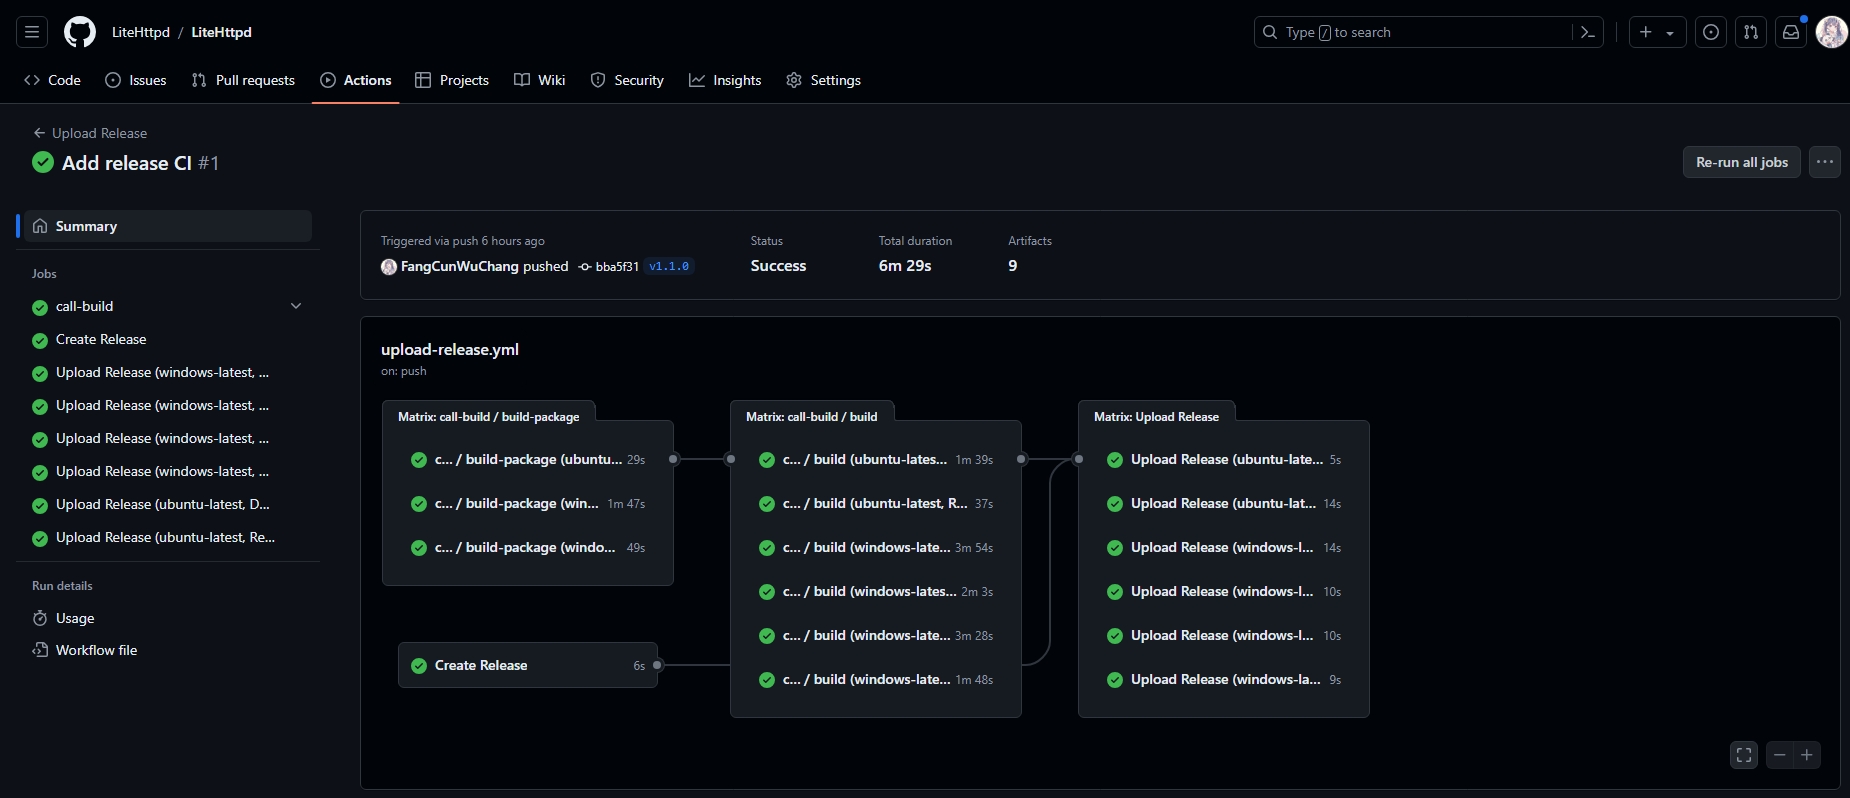 LiteHttpd / LiteHttpd
Type / to search
Code Issues Pull requests Actions Projects Wiki Security Insights Settings
Upload Release
Add release CI #1
Re-run all jobs
Summary
Jobs
call-build
Create Release
Upload Release (windows-latest, ...
Upload Release (windows-latest, ...
Upload Release (windows-latest, ...
Upload Release (windows-latest, ...
Upload Release (ubuntu-latest, D...
Upload Release (ubuntu-latest, Re...
Run details
Usage
Workflow file
Triggered via push 6 hours ago
FangCunWuChang pushed bba5f31 v1.1.0
Status
Success
Total duration
6m 29s
Artifacts
9
upload-release.yml
on: push
Matrix: call-build / build-package
c... / build-package (ubuntu... 29s
c... / build-package (win... 1m 47s
c... / build-package (windo... 49s
Create Release 6s
Matrix: call-build / build
c... / build (ubuntu-lates... 1m 39s
c... / build (ubuntu-latest, R... 37s
c... / build (windows-late... 3m 54s
c... / build (windows-lates... 2m 3s
c... / build (windows-late... 3m 28s
c... / build (windows-late... 1m 48s
Matrix: Upload Release
Upload Release (ubuntu-late... 5s
Upload Release (ubuntu-lat... 14s
Upload Release (windows-l... 14s
Upload Release (windows-l... 10s
Upload Release (windows-l... 10s
Upload Release (windows-la... 9s